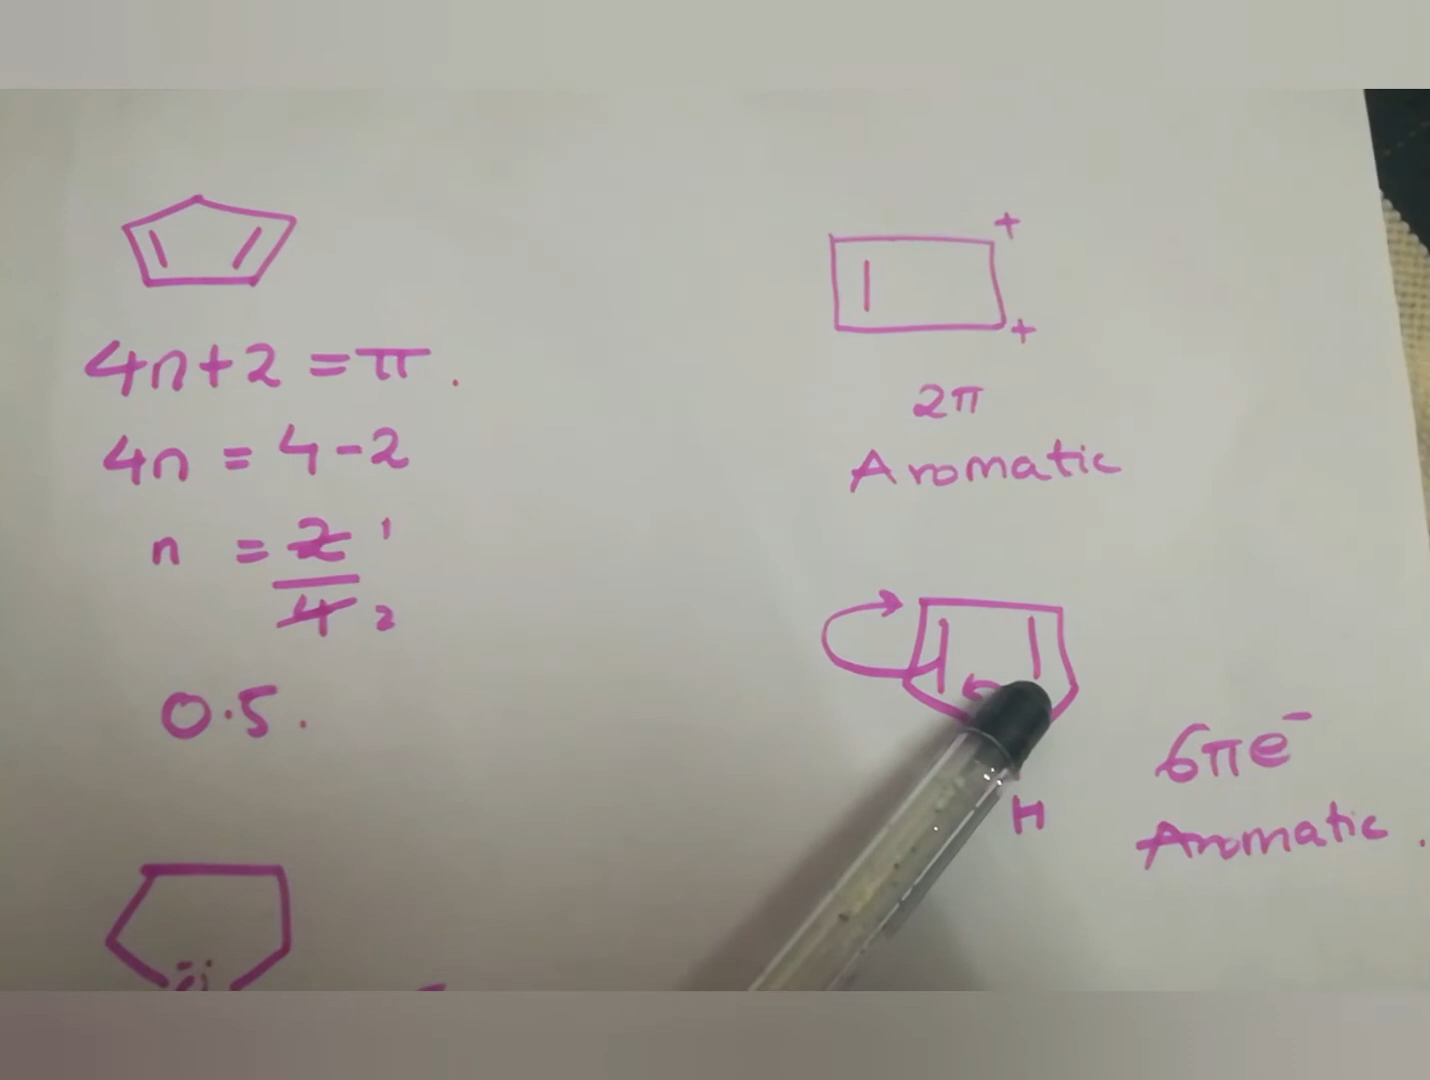 4n+2 = π.
4n = 4-2
n = 2 1
4 2
0.5.
+
+
2π
Aromatic
6πe⁻
H
Aromatic.